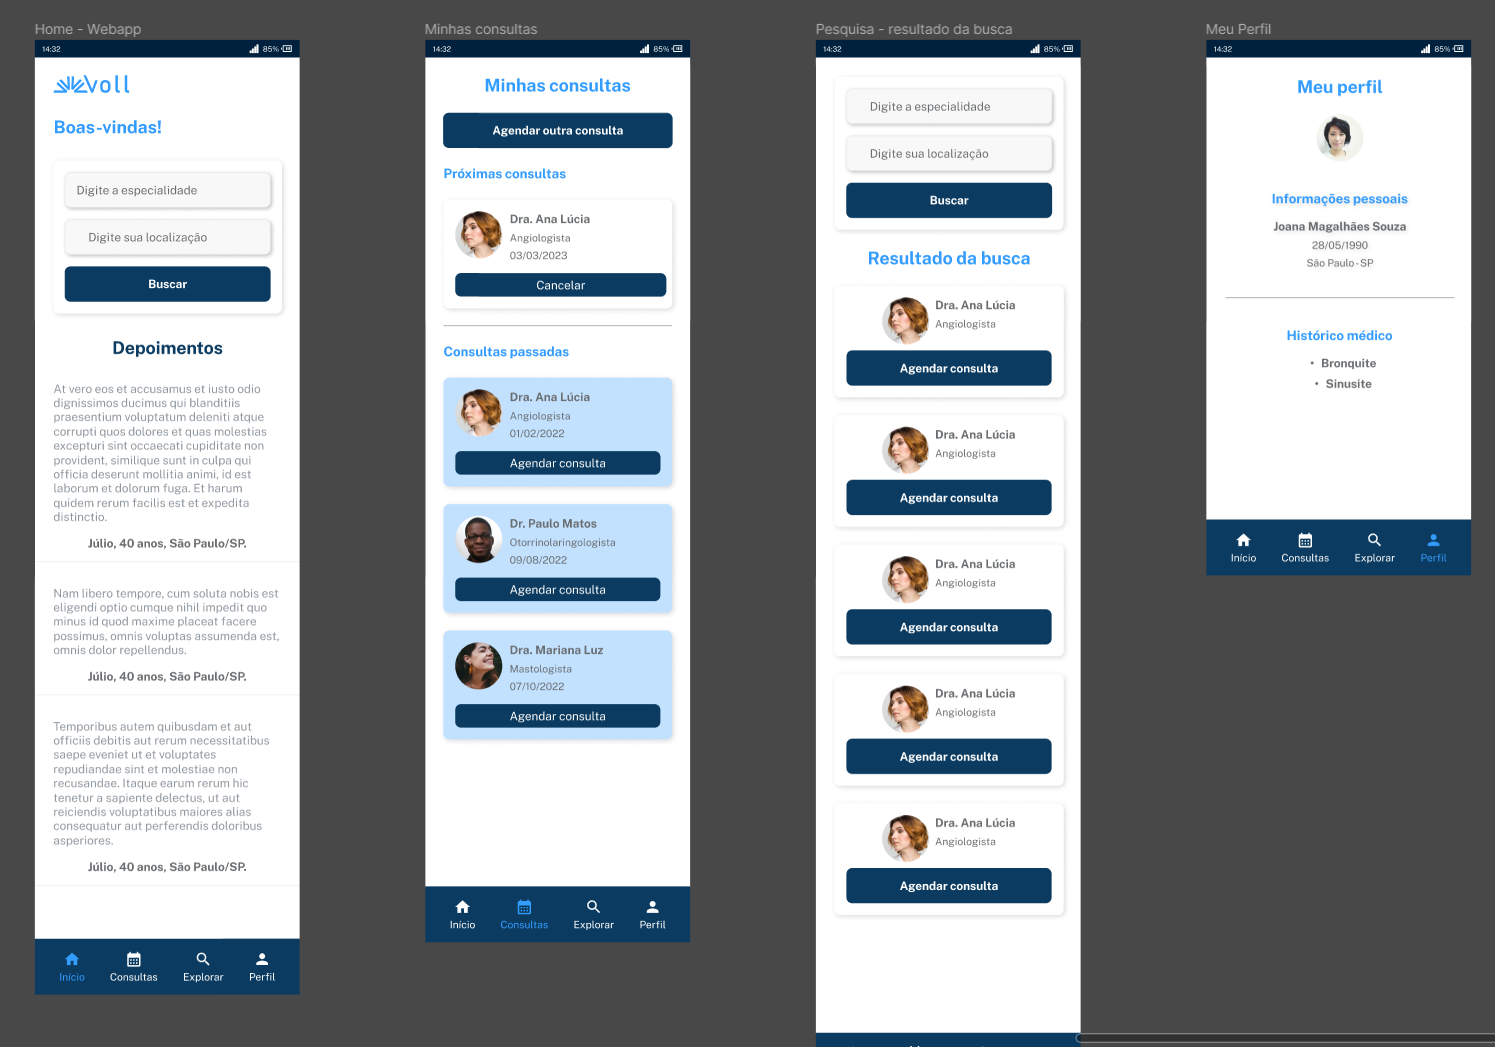 Home - Webapp
14:32
85%
Voll
Boas-vindas!
Digite a especialidade
Digite sua localização
Buscar
Depoimentos
At vero eos et accusamus et iusto odio
dignissimos ducimus qui blanditiis
praesentium voluptatum deleniti atque
corrupti quos dolores et quas molestias
excepturi sint occaecati cupiditate non
provident, similique sunt in culpa qui
officia deserunt mollitia animi, id est
laborum et dolorum fuga. Et harum
quidem rerum facilis est et expedita
distinctio.
Júlio, 40 anos, São Paulo/SP.
Nam libero tempore, cum soluta nobis est
eligendi optio cumque nihil impedit quo
minus id quod maxime placeat facere
possimus, omnis voluptas assumenda est,
omnis dolor repellendus.
Júlio, 40 anos, São Paulo/SP.
Temporibus autem quibusdam et aut
officiis debitis aut rerum necessitatibus
saepe eveniet ut et voluptates
repudiandae sint et molestiae non
recusandae. Itaque earum rerum hic
tenetur a sapiente delectus, ut aut
reiciendis voluptatibus maiores alias
consequatur aut perferendis doloribus
asperiores.
Júlio, 40 anos, São Paulo/SP.
Início Consultas Explorar Perfil
Minhas consultas
14:32
85%
Minhas consultas
Agendar outra consulta
Próximas consultas
Dra. Ana Lúcia
Angiologista
03/03/2023
Cancelar
Consultas passadas
Dra. Ana Lúcia
Angiologista
01/02/2022
Agendar consulta
Dr. Paulo Matos
Otorrinolaringologista
09/08/2022
Agendar consulta
Dra. Mariana Luz
Mastologista
07/10/2022
Agendar consulta
Início Consultas Explorar Perfil
Pesquisa - resultado da busca
14:32
85%
Digite a especialidade
Digite sua localização
Buscar
Resultado da busca
Dra. Ana Lúcia
Angiologista
Agendar consulta
Dra. Ana Lúcia
Angiologista
Agendar consulta
Dra. Ana Lúcia
Angiologista
Agendar consulta
Dra. Ana Lúcia
Angiologista
Agendar consulta
Dra. Ana Lúcia
Angiologista
Agendar consulta
Meu Perfil
14:32
85%
Meu perfil
Informações pessoais
Joana Magalhães Souza
28/05/1990
São Paulo - SP
Histórico médico
• Bronquite
• Sinusite
Início Consultas Explorar Perfil